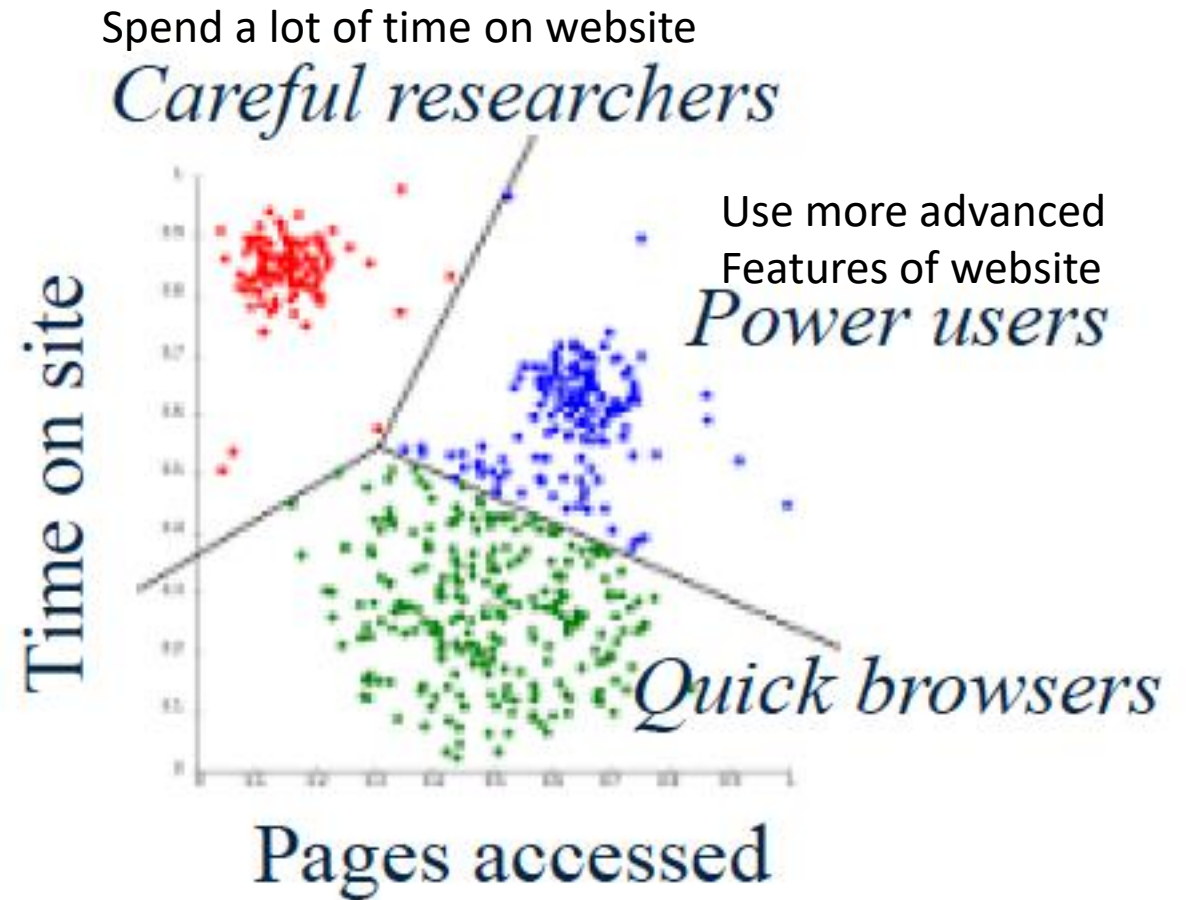 Spend a lot of time on website
Careful researchers
Use more advanced
Features of website
Power users
Time on site
Quick browsers
Pages accessed